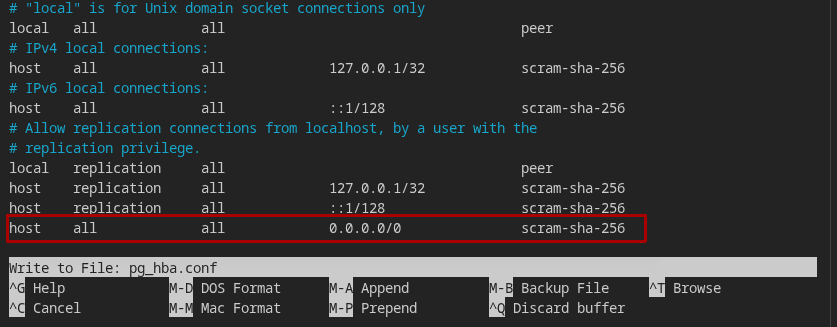 # "local" is for Unix domain socket connections only
local   all             all                                     peer
# IPv4 local connections:
host    all             all             127.0.0.1/32            scram-sha-256
# IPv6 local connections:
host    all             all             ::1/128                 scram-sha-256
# Allow replication connections from localhost, by a user with the
# replication privilege.
local   replication     all                                     peer
host    replication     all             127.0.0.1/32            scram-sha-256
host    replication     all             ::1/128                 scram-sha-256
host    all             all             0.0.0.0/0               scram-sha-256
Write to File: pg_hba.conf
^G Help             M-D DOS Format      M-A Append          M-B Backup File     ^T Browse
^C Cancel           M-M Mac Format      M-P Prepend         ^Q Discard buffer